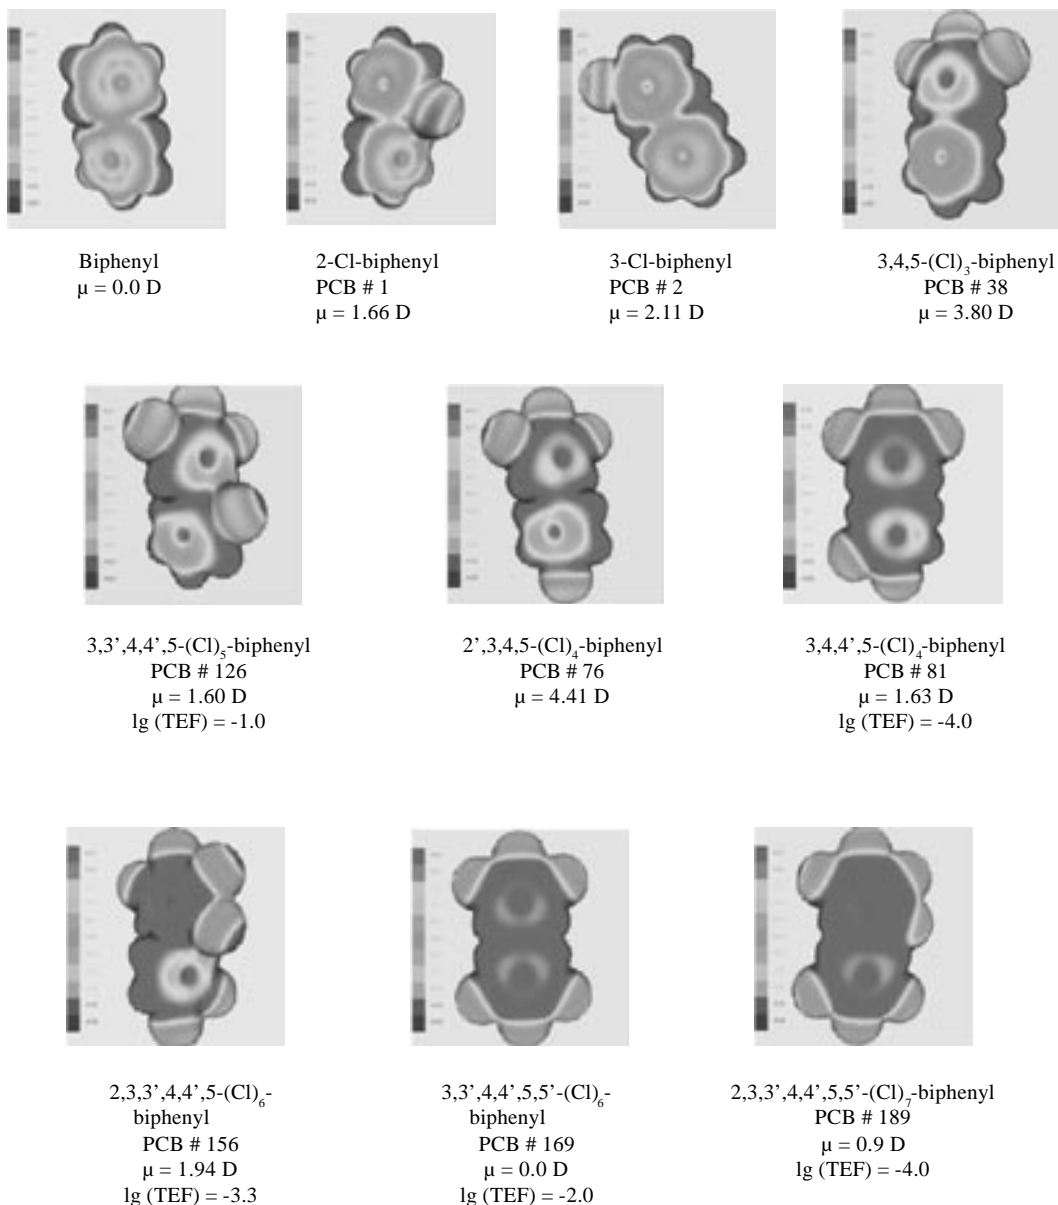 Biphenyl
μ = 0.0 D
2-Cl-biphenyl
PCB # 1
μ = 1.66 D
3-Cl-biphenyl
PCB # 2
μ = 2.11 D
3,4,5-(Cl)3-biphenyl
PCB # 38
μ = 3.80 D
3,3’,4,4’,5-(Cl)5-biphenyl
PCB # 126
μ = 1.60 D
lg (TEF) = -1.0
2’,3,4,5-(Cl)4-biphenyl
PCB # 76
μ = 4.41 D
3,4,4’,5-(Cl)4-biphenyl
PCB # 81
μ = 1.63 D
lg (TEF) = -4.0
2,3,3’,4,4’,5-(Cl)6-
biphenyl
PCB # 156
μ = 1.94 D
lg (TEF) = -3.3
3,3’,4,4’,5,5’-(Cl)6-
biphenyl
PCB # 169
μ = 0.0 D
lg (TEF) = -2.0
2,3,3’,4,4’,5,5’-(Cl)7-biphenyl
PCB # 189
μ = 0.9 D
lg (TEF) = -4.0